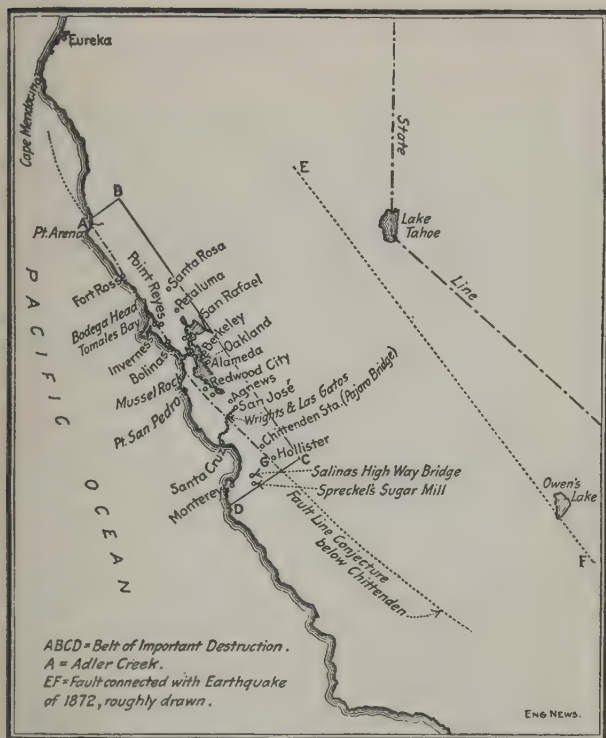 Eureka
Cape Mendocino
State
E
B
Lake
Tahoe
A
Pt. Arena
Line
Point Reyes
Santa Rosa
Petaluma
San Rafael
Fort Ross
Bodega Head
Tomales Bay
Berkeley
Oakland
Invernes
Alameda
Bolinas
Redwood City
Mussel Rock
Agnews
San José
Pt. San Pedro
Wrights & Las Gatos
Chittenden Sta. (Pajaro Bridge)
G
Hollister
C
Santa Cruz
Salinas High Way Bridge
Monterey
Spreckel's Sugar Mill
D
Owen's
Lake
F
PACIFIC OCEAN
Fault Line Conjecture
below Chittenden
ABCD = Belt of Important Destruction.
A = Adler Creek.
EF = Fault connected with Earthquake
of 1872, roughly drawn.
ENG NEWS.